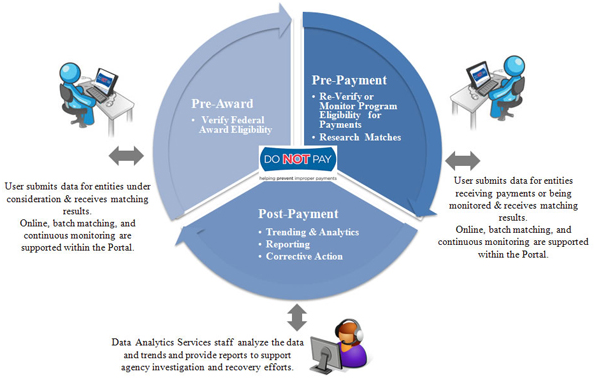 Pre-Award
• Verify Federal
Award Eligibility
Pre-Payment
• Re-Verify or
Monitor Program
Eligibility for
Payments
• Research Matches
DO NOT PAY
helping prevent improper payments
Post-Payment
• Trending & Analytics
• Reporting
• Corrective Action
User submits data for entities under
consideration & receives matching
results.
Online, batch matching, and
continuous monitoring are
supported within the Portal.
User submits data for entities
receiving payments or being
monitored & receives matching
results.
Online, batch matching, and
continuous monitoring are supported
within the Portal.
Data Analytics Services staff analyze the data
and trends and provide reports to support
agency investigation and recovery efforts.